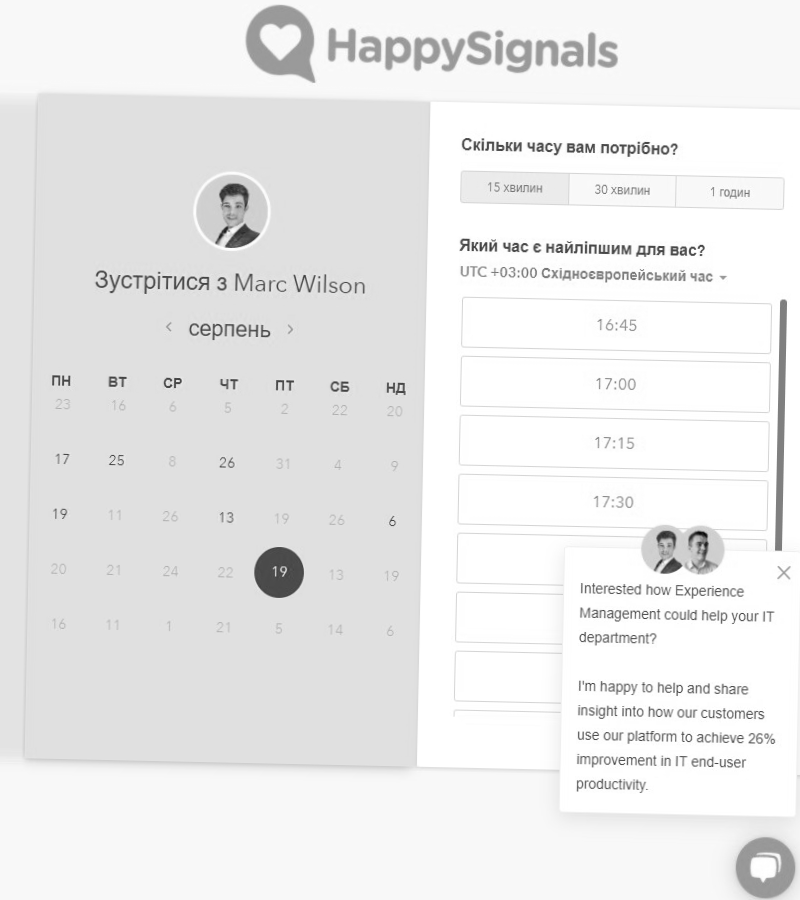 HappySignals
Зустрітися з Marc Wilson
серпень
ПН ВТ СР ЧТ ПТ СБ НД
23 16 6 5 2 22 20
17 25 8 26 31 4 9
19 11 26 13 19 26 6
20 21 24 22 19 13 19
16 11 1 21 5 14 6
Скільки часу вам потрібно?
15 хвилин 30 хвилин 1 годин
Який час є найліпшим для вас?
UTC +03:00 Східноєвропейський час
16:45
17:00
17:15
17:30
Interested how Experience
Management could help your IT
department?
I'm happy to help and share
insight into how our customers
use our platform to achieve 26%
improvement in IT end-user
productivity.